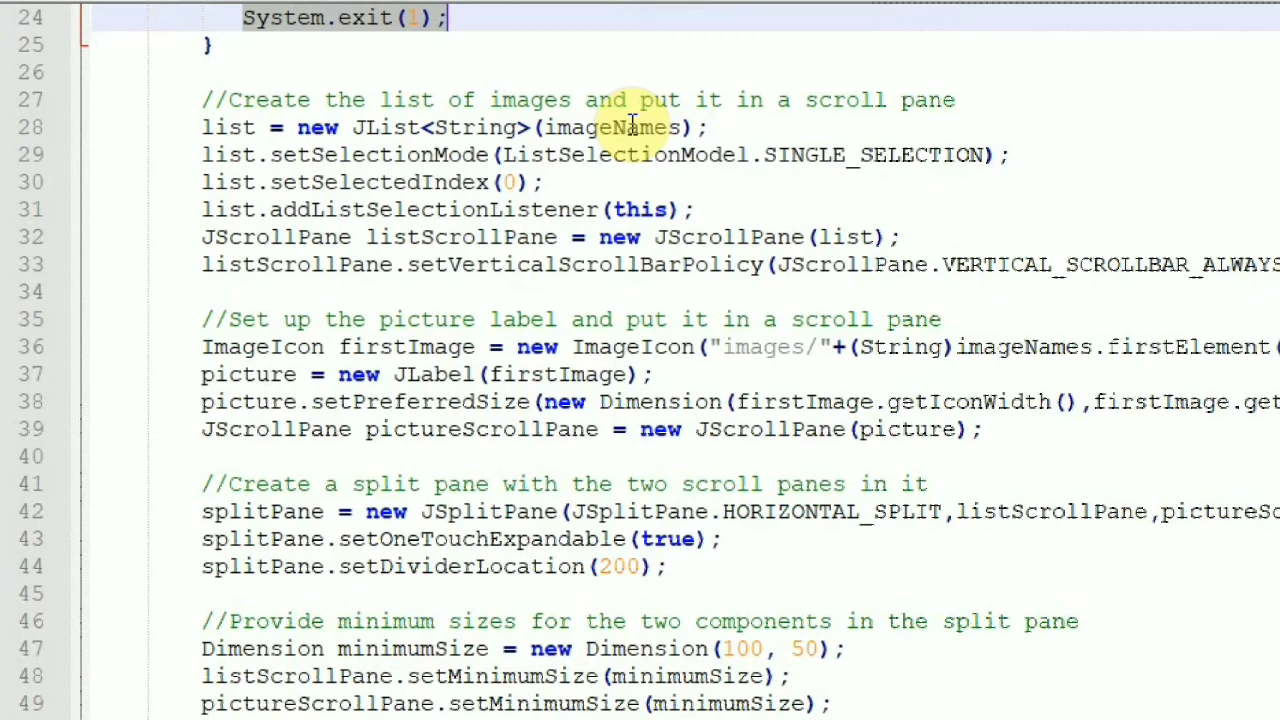 24 System.exit(1);
25 }
26
27 //Create the list of images and put it in a scroll pane
28 list = new JList<String>(imageNames);
29 list.setSelectionMode(ListSelectionModel.SINGLE_SELECTION);
30 list.setSelectedIndex(0);
31 list.addListSelectionListener(this);
32 JScrollPane listScrollPane = new JScrollPane(list);
33 listScrollPane.setVerticalScrollBarPolicy(JScrollPane.VERTICAL_SCROLLBAR_ALWAYS
34
35 //Set up the picture label and put it in a scroll pane
36 ImageIcon firstImage = new ImageIcon("images/"+(String)imageNames.firstElement(
37 picture = new JLabel(firstImage);
38 picture.setPreferredSize(new Dimension(firstImage.getIconWidth(),firstImage.get
39 JScrollPane pictureScrollPane = new JScrollPane(picture);
40
41 //Create a split pane with the two scroll panes in it
42 splitPane = new JSplitPane(JSplitPane.HORIZONTAL_SPLIT,listScrollPane,pictureSc
43 splitPane.setOneTouchExpandable(true);
44 splitPane.setDividerLocation(200);
45
46 //Provide minimum sizes for the two components in the split pane
47 Dimension minimumSize = new Dimension(100, 50);
48 listScrollPane.setMinimumSize(minimumSize);
49 pictureScrollPane.setMinimumSize(minimumSize);